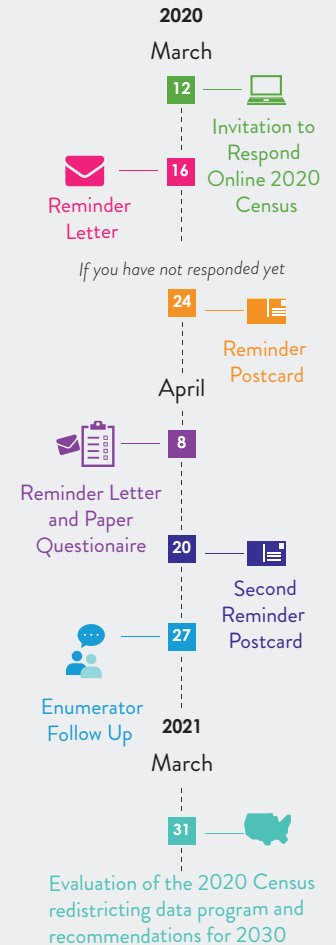 2020
March
12
Invitation to
Respond
Online 2020
Census
16
Reminder
Letter
If you have not responded yet
24
Reminder
Postcard
April
8
Reminder Letter
and Paper
Questionaire
20
Second
Reminder
Postcard
27
Enumerator
Follow Up
2021
March
31
Evaluation of the 2020 Census
redistricting data program and
recommendations for 2030